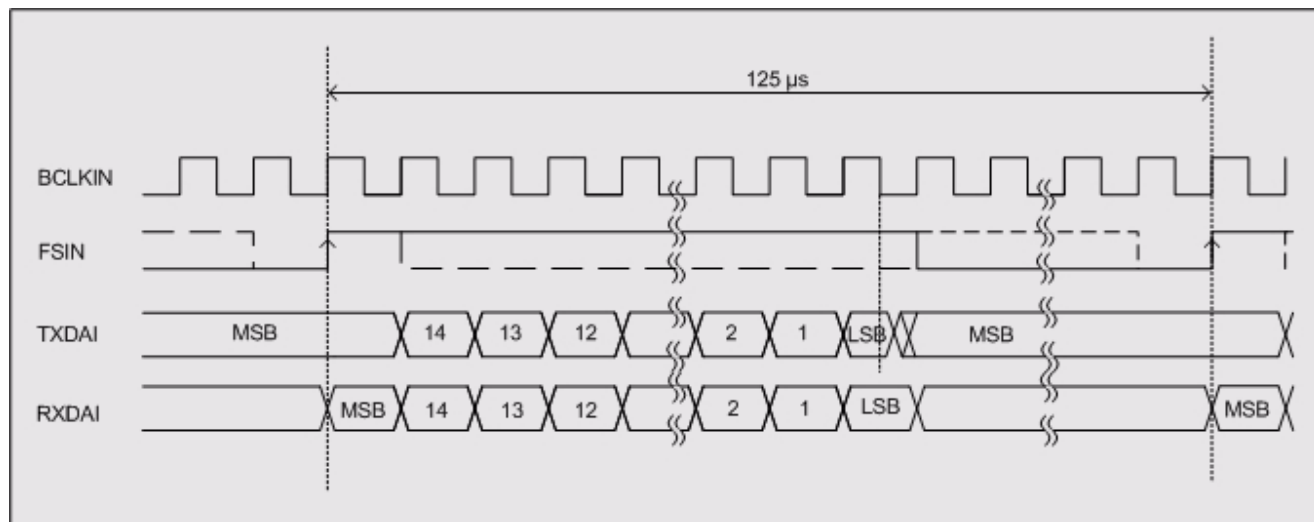 125 µs
BCLKIN
FSIN
TXDAI MSB 14 13 12 2 1 LSB MSB
RXDAI MSB 14 13 12 2 1 LSB MSB